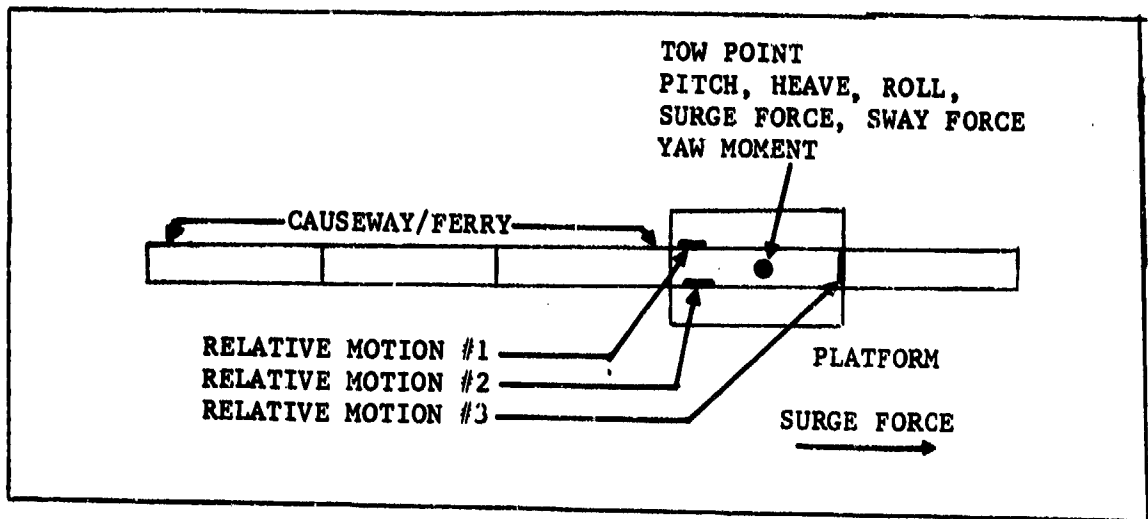 TOW POINT
PITCH, HEAVE, ROLL,
SURGE FORCE, SWAY FORCE
YAW MOMENT
CAUSEWAY/FERRY
RELATIVE MOTION #1
RELATIVE MOTION #2
RELATIVE MOTION #3
PLATFORM
SURGE FORCE